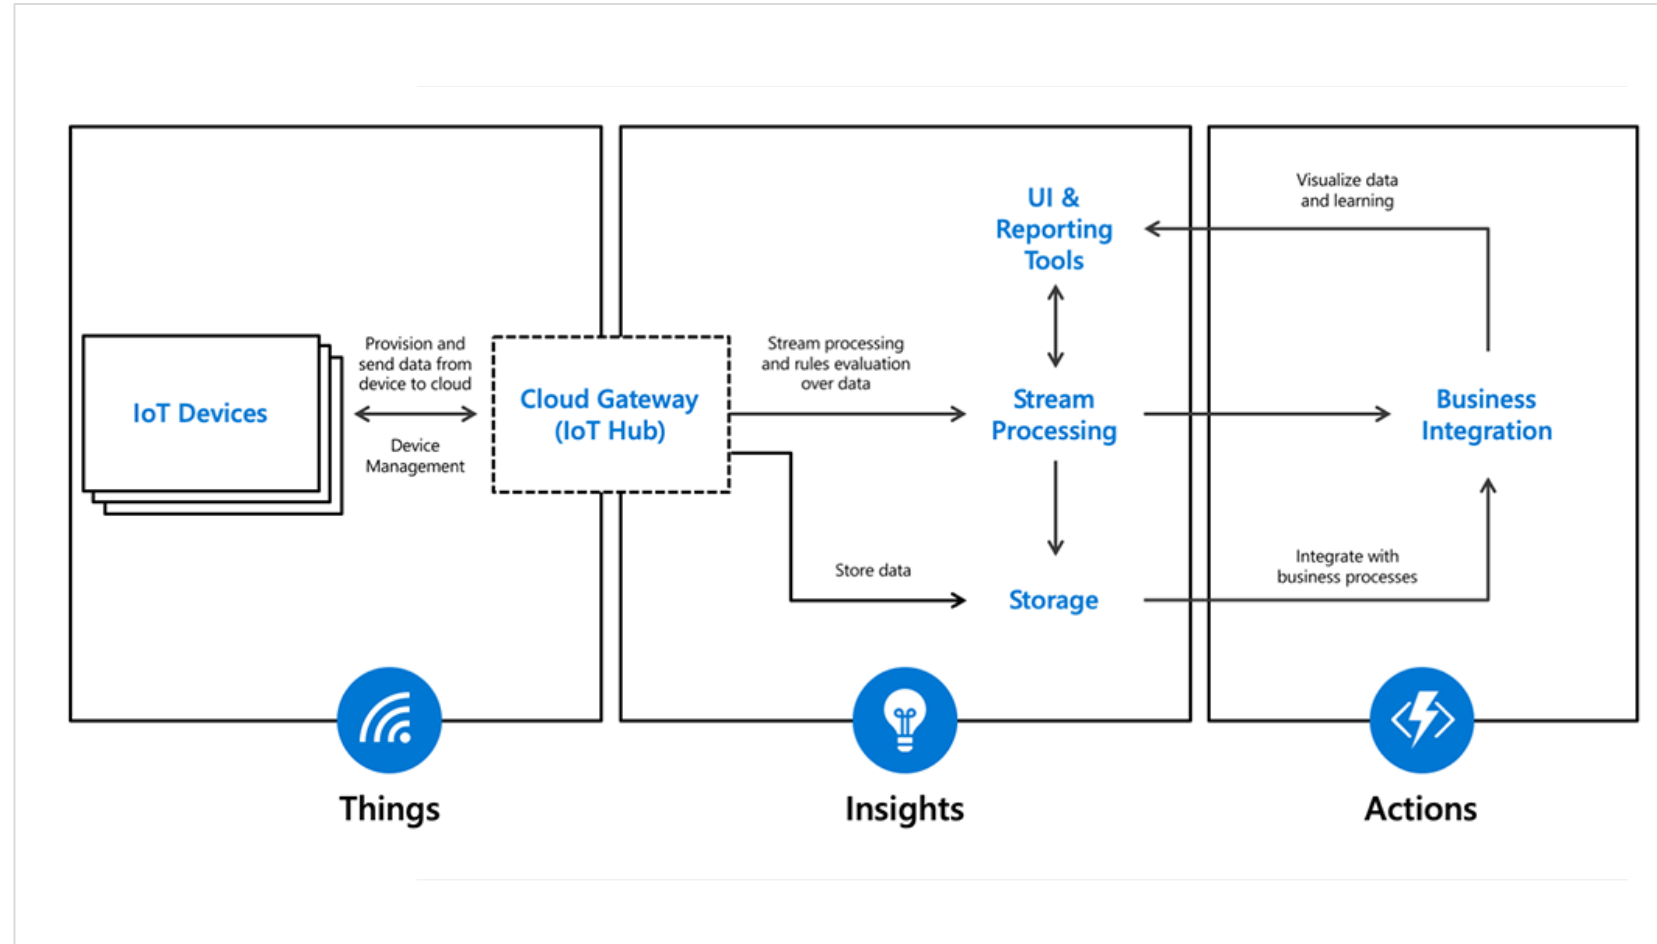 Visualize data
and learning
UI &
Reporting
Tools
Provision and
send data from
device to cloud
Stream processing
and rules evaluation
over data
IoT Devices
Cloud Gateway
(IoT Hub)
Stream
Processing
Business
Integration
Device
Management
Store data
Storage
Integrate with
business processes
Things
Insights
Actions